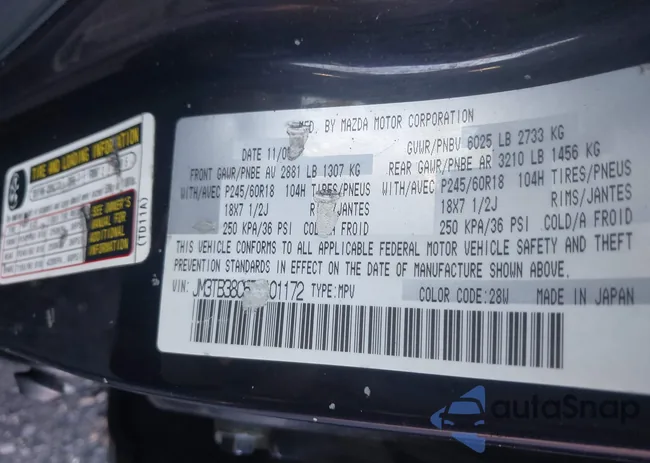 TIRE AND LOADING INFORMATION
SEE OWNER'S
MANUAL FOR
ADDITIONAL
INFORMATION
(TD11A)
BY MAZDA MOTOR CORPORATION
DATE 11/0
GVWR/PNBV 6025 LB 2733 KG
FRONT GAWR/PNBE AV 2881 LB 1307 KG
REAR GAWR/PNBE AR 3210 LB 1456 KG
WITH/AVEC P245/60R18 104H TIRES/PNEUS
WITH/AVEC P245/60R18 104H TIRES/PNEUS
18X7 1/2J R /JANTES
18X7 1/2J RIMS/JANTES
250 KPA/36 PSI COLD/A FROID
250 KPA/36 PSI COLD/A FROID
THIS VEHICLE CONFORMS TO ALL APPLICABLE FEDERAL MOTOR VEHICLE SAFETY AND THEFT
PREVENTION STANDARDS IN EFFECT ON THE DATE OF MANUFACTURE SHOWN ABOVE.
VIN: JM3TB38 01172 TYPE:MPV
COLOR CODE:28W MADE IN JAPAN
autoSnap